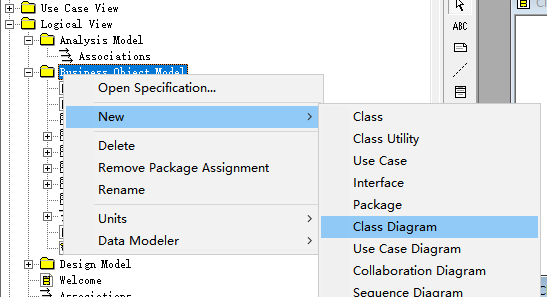 Use Case View
Logical View
Analysis Model
Associations
Business Object Model
Open Specification...
New
Delete
Remove Package Assignment
Rename
Units
Data Modeler
Class
Class Utility
Use Case
Interface
Package
Class Diagram
Use Case Diagram
Collaboration Diagram
Sequence Diagram
Design Model
Welcome
Associations
ABC